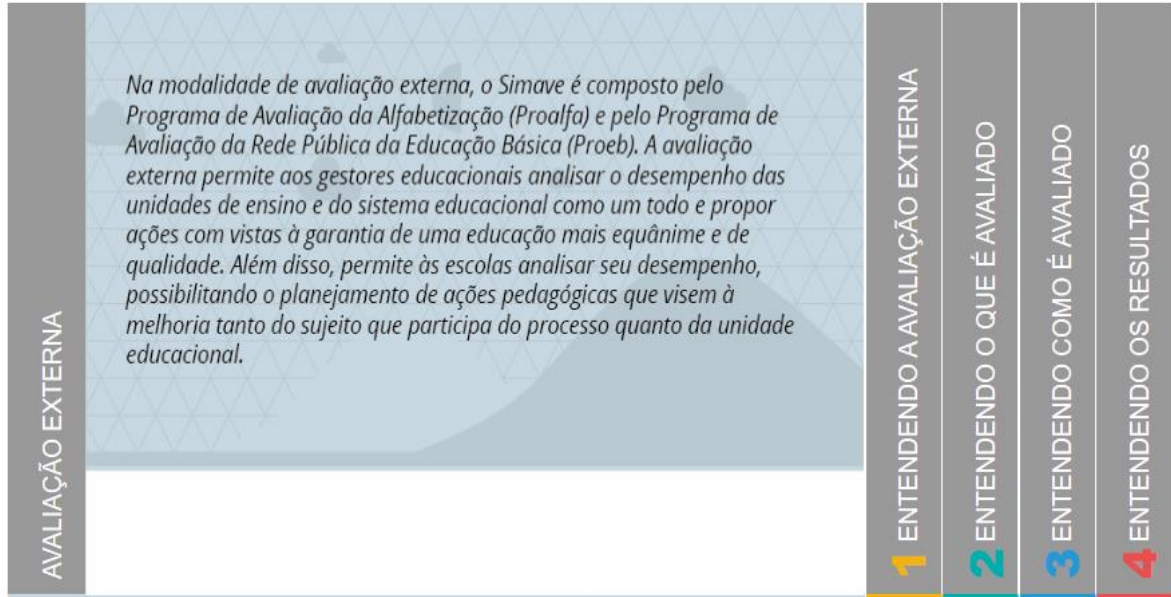 AVALIAÇÃO EXTERNA
Na modalidade de avaliação externa, o Simave é composto pelo
Programa de Avaliação da Alfabetização (Proalfa) e pelo Programa de
Avaliação da Rede Pública da Educação Básica (Proeb). A avaliação
externa permite aos gestores educacionais analisar o desempenho das
unidades de ensino e do sistema educacional como um todo e propor
ações com vistas à garantia de uma educação mais equânime e de
qualidade. Além disso, permite às escolas analisar seu desempenho,
possibilitando o planejamento de ações pedagógicas que visem à
melhoria tanto do sujeito que participa do processo quanto da unidade
educacional.
1 ENTENDENDO A AVALIAÇÃO EXTERNA
2 ENTENDENDO O QUE É AVALIADO
3 ENTENDENDO COMO É AVALIADO
4 ENTENDENDO OS RESULTADOS